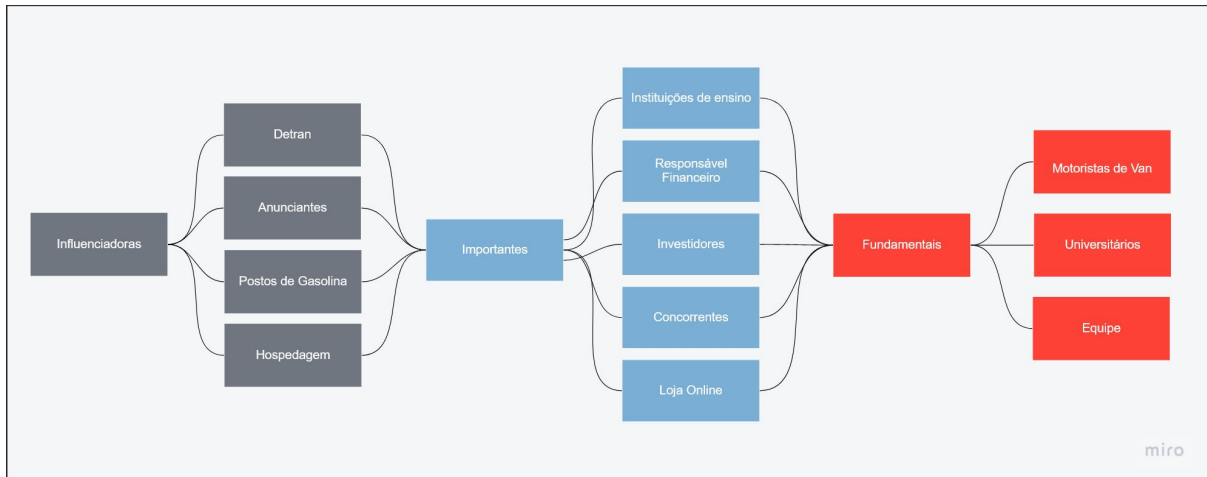 Influenciadoras
Detran
Anunciantes
Postos de Gasolina
Hospedagem
Importantes
Instituições de ensino
Responsável
Financeiro
Investidores
Concorrentes
Loja Online
Fundamentais
Motoristas de Van
Universitários
Equipe
miro